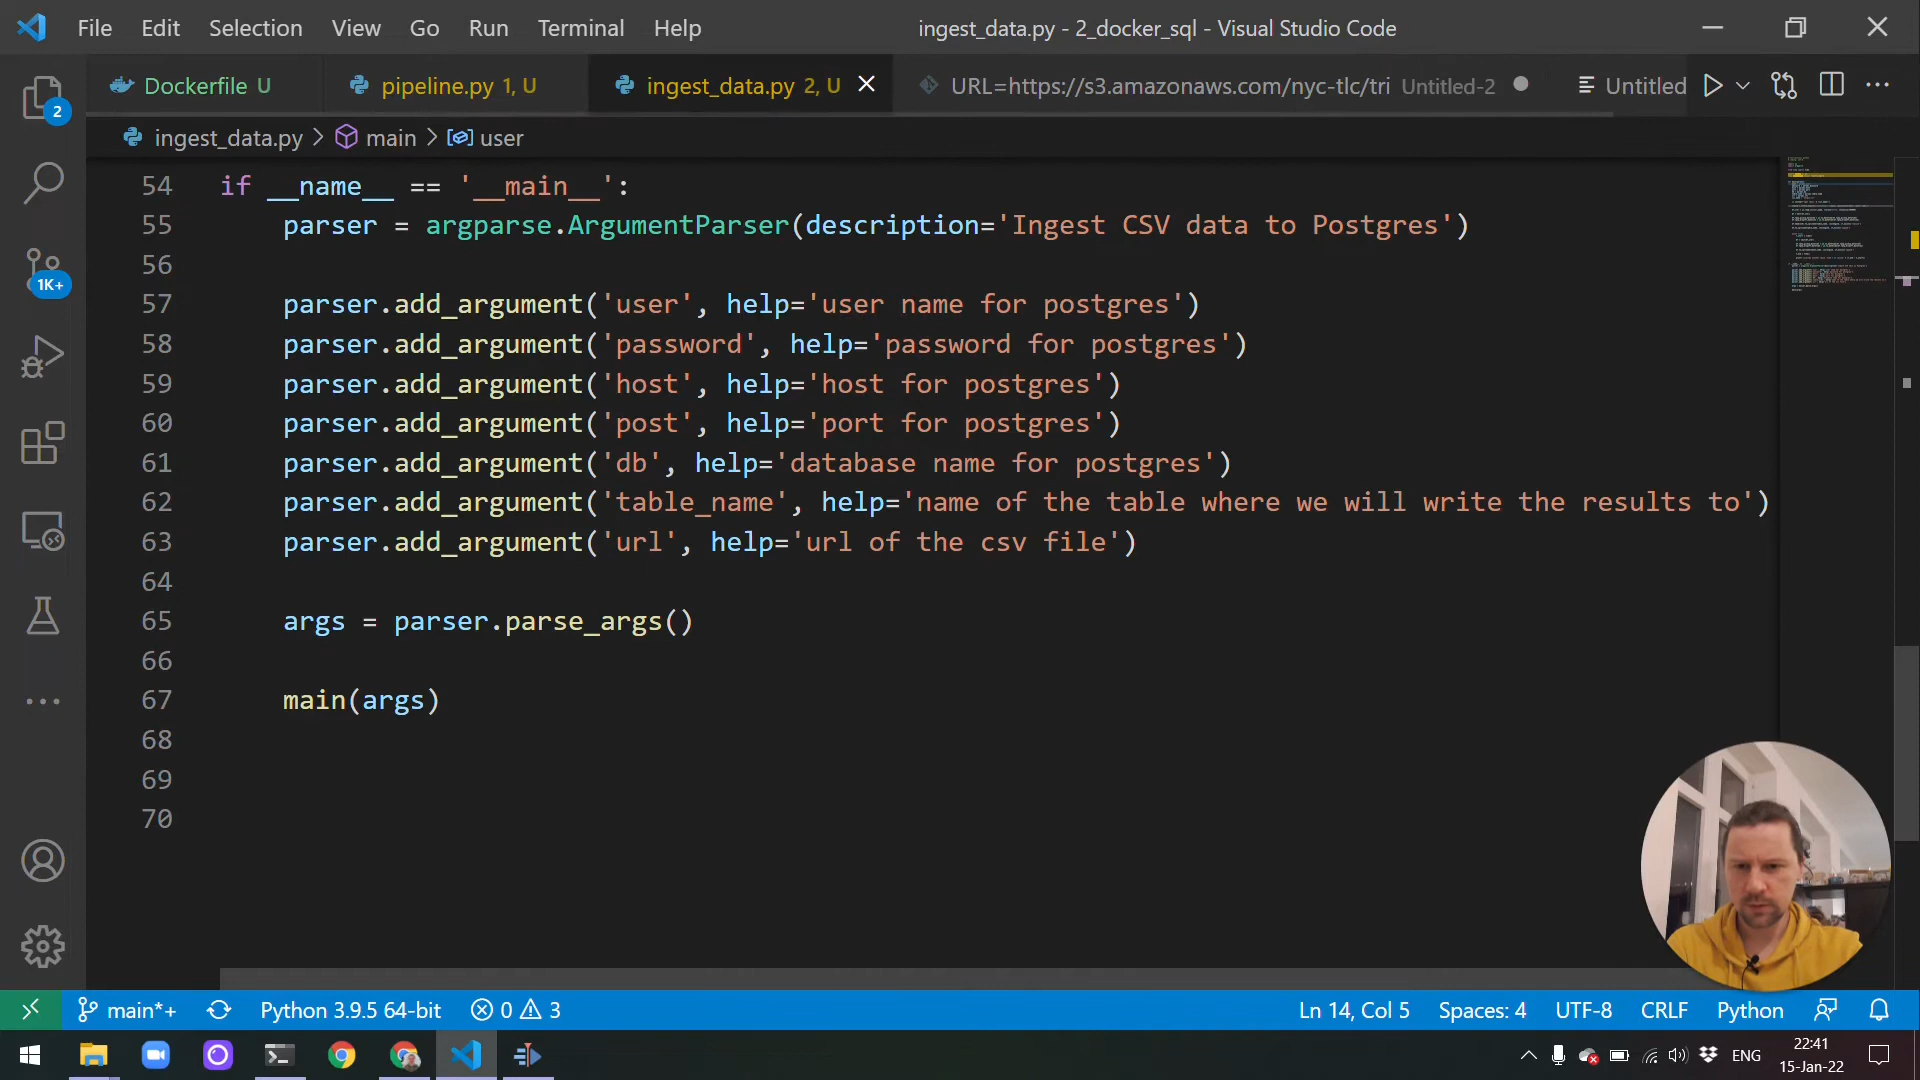 File Edit Selection View Go Run Terminal Help
ingest_data.py - 2_docker_sql - Visual Studio Code
Dockerfile U
pipeline.py 1, U
ingest_data.py 2, U
URL=https://s3.amazonaws.com/nyc-tlc/tri Untitled-2
Untitled
ingest_data.py > main > user
54 if __name__ == '__main__':
55 parser = argparse.ArgumentParser(description='Ingest CSV data to Postgres')
56
57 parser.add_argument('user', help='user name for postgres')
58 parser.add_argument('password', help='password for postgres')
59 parser.add_argument('host', help='host for postgres')
60 parser.add_argument('post', help='port for postgres')
61 parser.add_argument('db', help='database name for postgres')
62 parser.add_argument('table_name', help='name of the table where we will write the results to')
63 parser.add_argument('url', help='url of the csv file')
64
65 args = parser.parse_args()
66
67 main(args)
68
69
70
2
1K+
main*+
Python 3.9.5 64-bit
0
3
Ln 14, Col 5
Spaces: 4
UTF-8
CRLF
Python
ENG
22:41
15-Jan-22